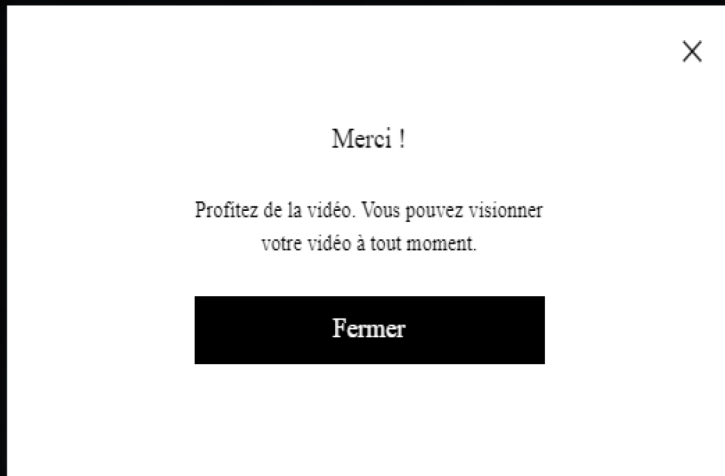 Merci !
Profitez de la vidéo. Vous pouvez visionner
votre vidéo à tout moment.
Fermer